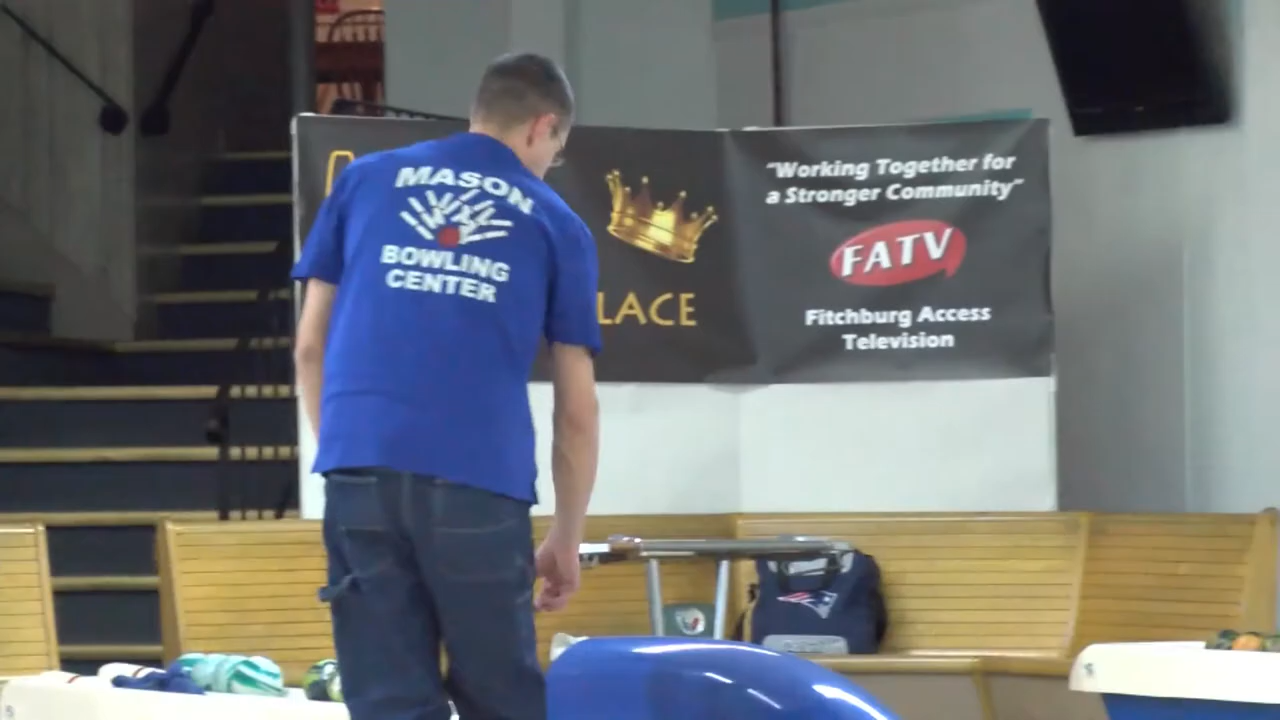 MASON
BOWLING
CENTER
LACE
"Working Together for
a Stronger Community"
FATV
Fitchburg Access
Television